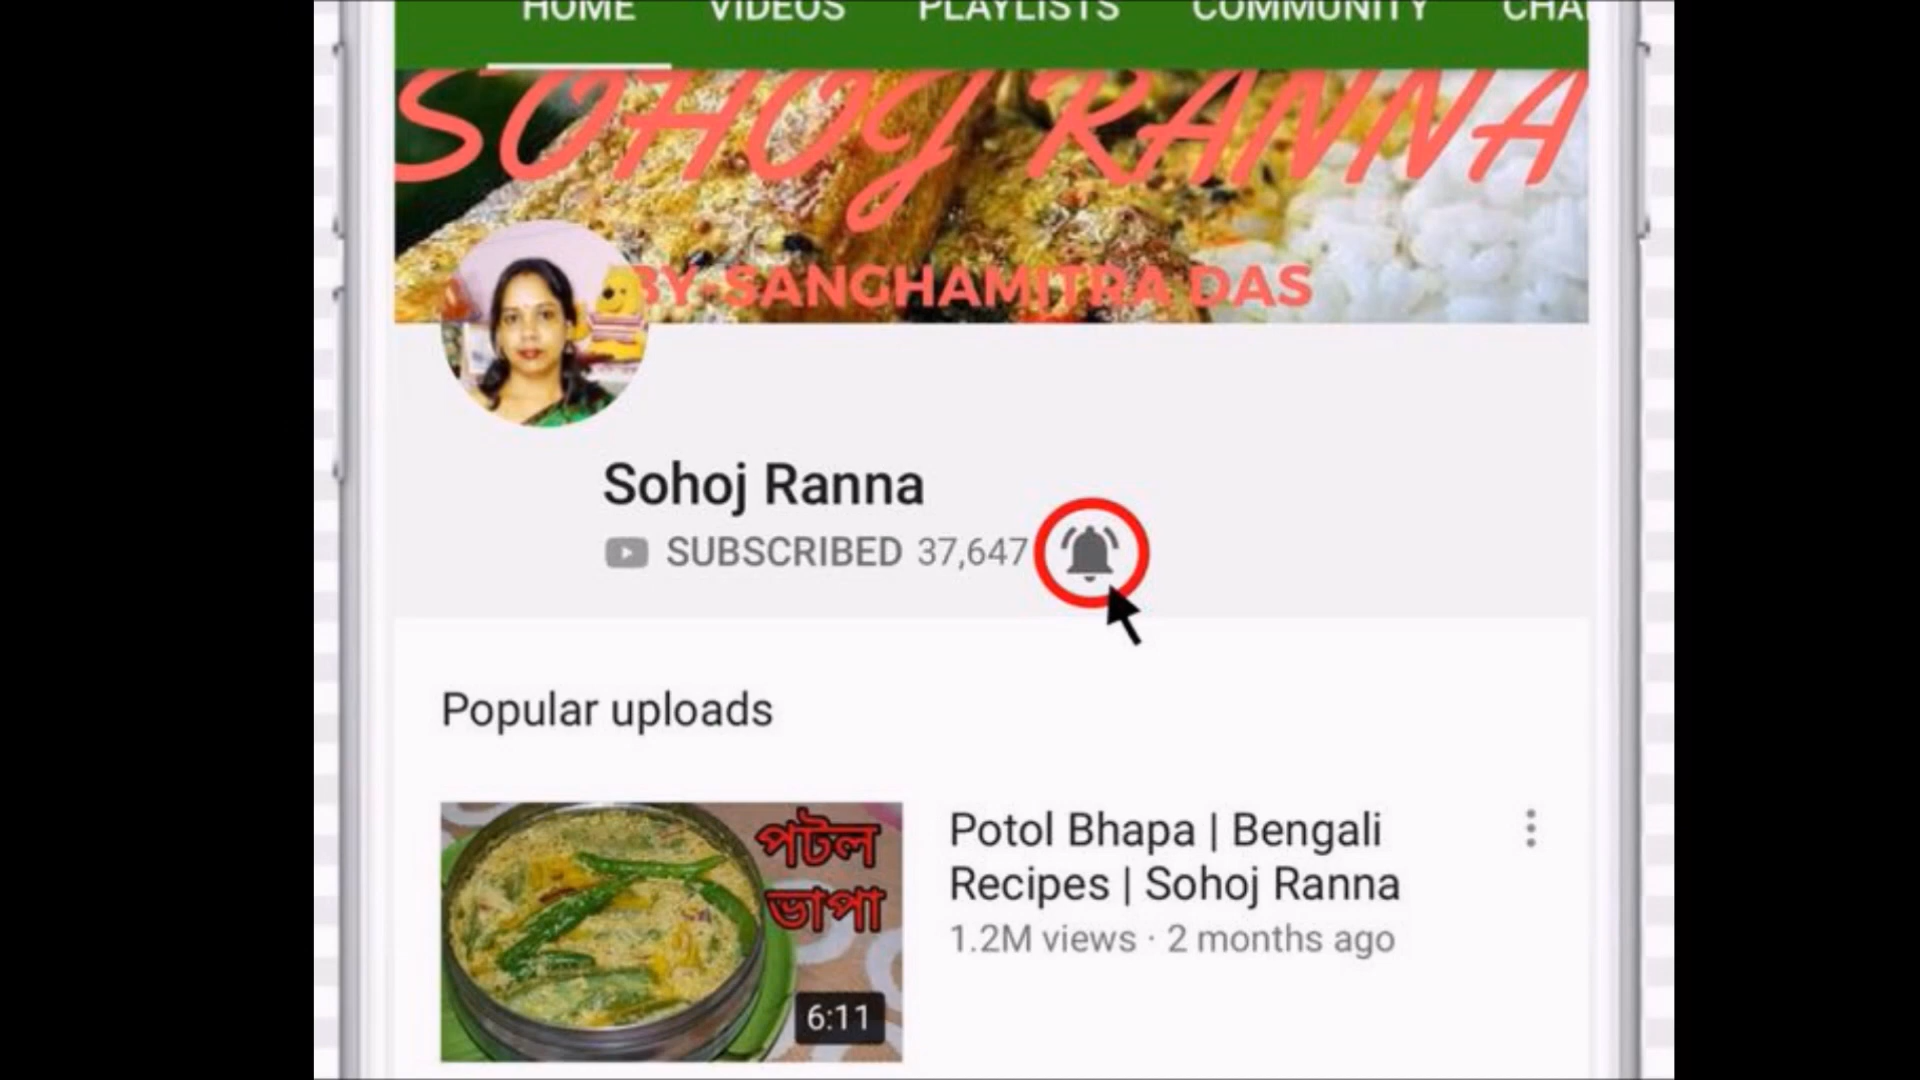 HOME VIDEOS PLAYLISTS COMMUNITY CHA
SOHOJ RANNA
BY-SANGHAMITRA DAS
Sohoj Ranna
SUBSCRIBED 37,647
Popular uploads
পটল
ভাপা
6:11
Potol Bhapa | Bengali
Recipes | Sohoj Ranna
1.2M views · 2 months ago